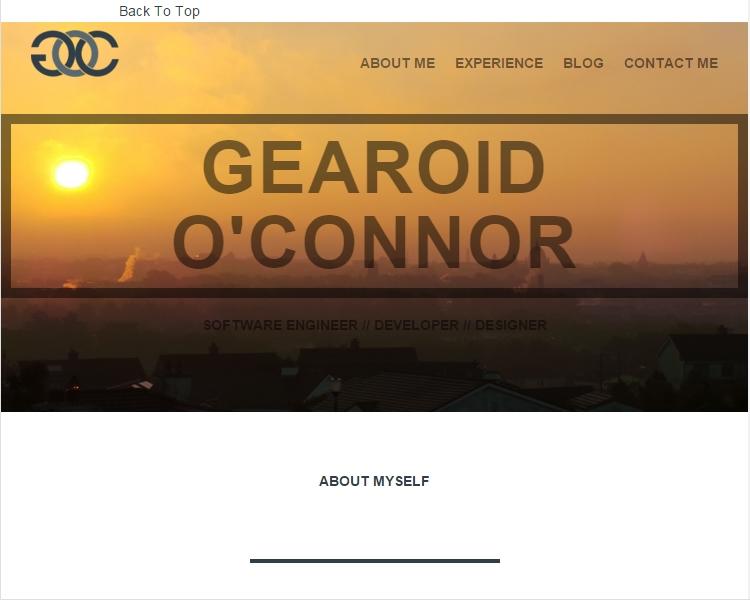 Back To Top
ABOUT ME EXPERIENCE BLOG CONTACT ME
GEAROID
O'CONNOR
SOFTWARE ENGINEER // DEVELOPER // DESIGNER
ABOUT MYSELF